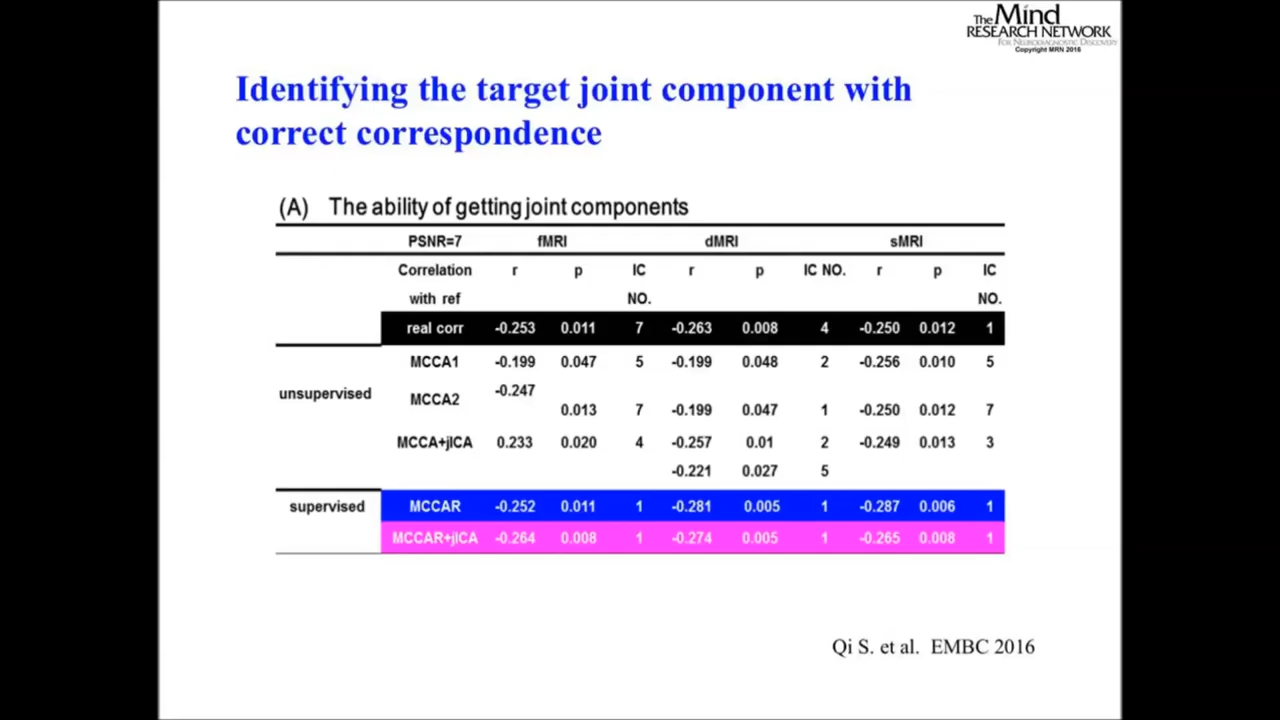 The Mind
RESEARCH NETWORK
FOR NEURODIAGNOSTIC DISCOVERY
Copyright MRN 2016
Identifying the target joint component with
correct correspondence
(A) The ability of getting joint components
PSNR=7 fMRI dMRI sMRI
Correlation r p IC r p IC NO. r p IC
with ref NO. NO.
real corr -0.253 0.011 7 -0.263 0.008 4 -0.250 0.012 1
MCCA1 -0.199 0.047 5 -0.199 0.048 2 -0.256 0.010 5
unsupervised MCCA2 -0.247
0.013 7 -0.199 0.047 1 -0.250 0.012 7
MCCA+jICA 0.233 0.020 4 -0.257 0.01 2 -0.249 0.013 3
-0.221 0.027 5
supervised MCCAR -0.252 0.011 1 -0.281 0.005 1 -0.287 0.006 1
MCCAR+jICA -0.264 0.008 1 -0.274 0.005 1 -0.265 0.008 1
Qi S. et al. EMBC 2016